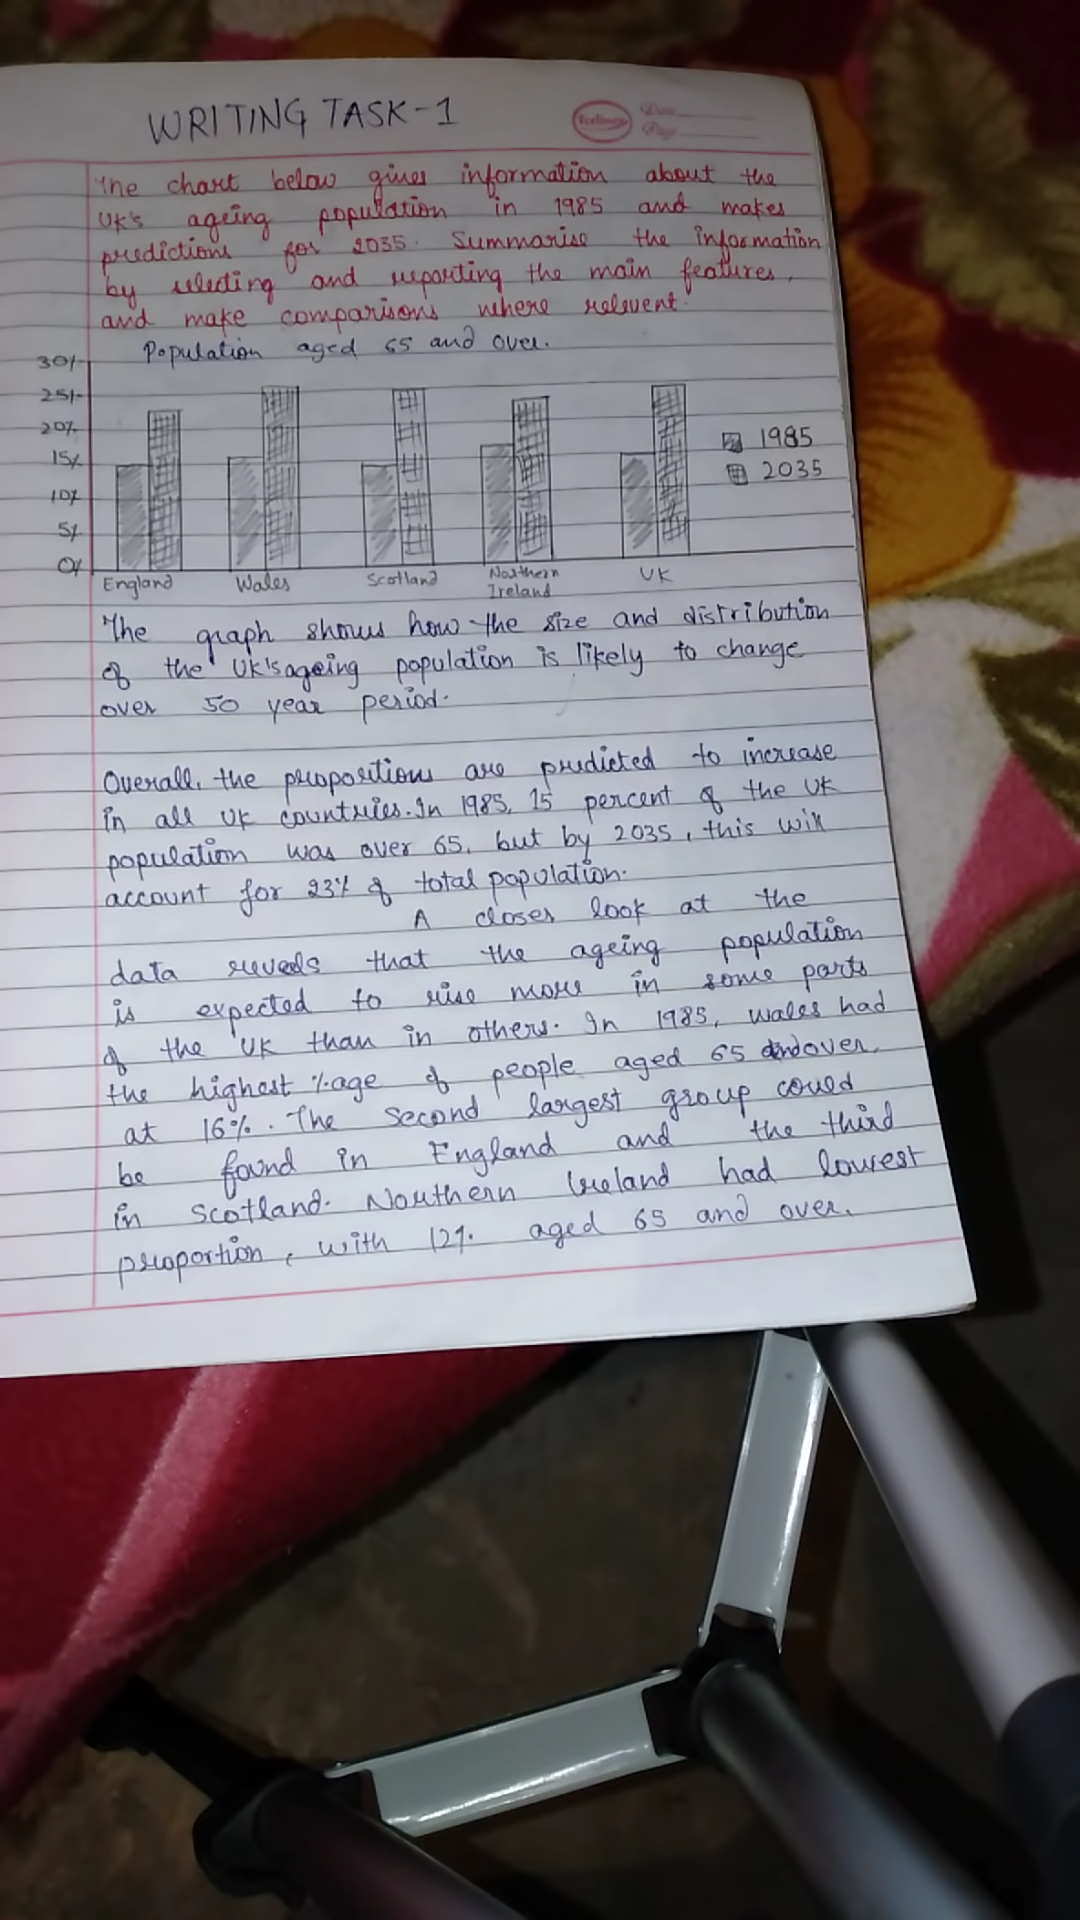 WRITING TASK-1
Feelings
Date
Page
The chart below gives information about the
UK's ageing population in 1985 and makes
predictions for 2035. Summarise the information
by selecting and reporting the main features,
and make comparisons where relevent.
Population aged 65 and over.
30%
25%
20%
15%
10%
5%
0%
1985
2035
England
Wales
Scotland
Northern
Ireland
UK
The graph shows how the size and distribution
of the UK's ageing population is likely to change
over 50 year period.
Overall, the propositions are predicted to increase
in all UK countries. In 1985, 15 percent of the UK
population was over 65, but by 2035, this will
account for 23% of total population.
A closes look at the
data reveals that the ageing population
is expected to rise more in some parts
of the UK than in others. In 1985, wales had
the highest %age of people aged 65 and over,
at 16%. The second largest group could
be found in England and the third
in Scotland. Northern Ireland had lowest
proportion, with 12% aged 65 and over.